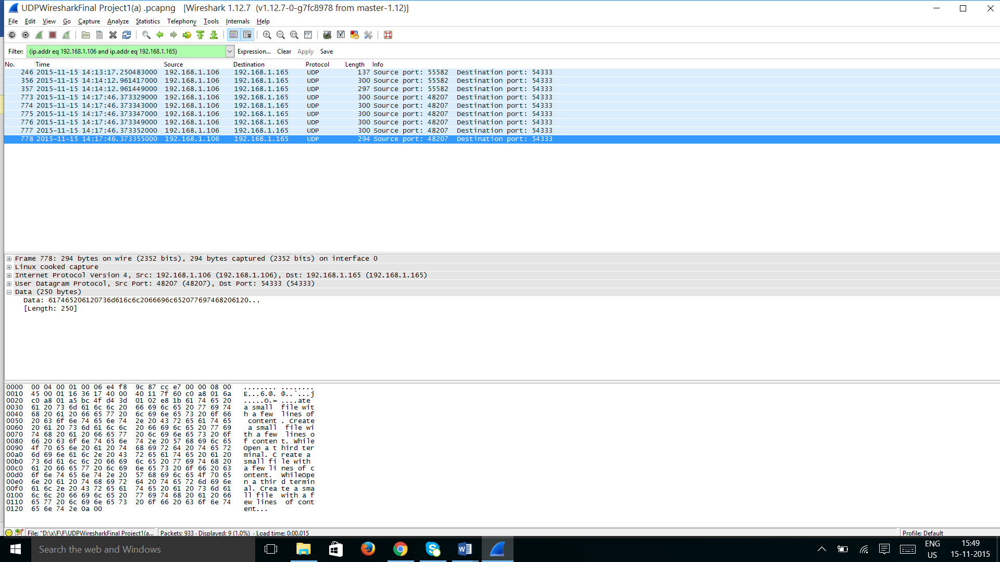 UDPWiresharkFinal Project1(a) .pcapng [Wireshark 1.12.7 (v1.12.7-0-g7fc8978 from master-1.12)]
File Edit View Go Capture Analyze Statistics Telephony Tools Internals Help
Filter: (ip.addr eq 192.168.1.106 and ip.addr eq 192.168.1.165) Expression... Clear Apply Save
No. Time Source Destination Protocol Length Info
246 2015-11-15 14:13:17.250483000 192.168.1.106 192.168.1.165 UDP 137 Source port: 55582 Destination port: 54333
356 2015-11-15 14:14:12.961417000 192.168.1.106 192.168.1.165 UDP 300 Source port: 55582 Destination port: 54333
357 2015-11-15 14:14:12.961449000 192.168.1.106 192.168.1.165 UDP 297 Source port: 55582 Destination port: 54333
773 2015-11-15 14:17:46.373329000 192.168.1.106 192.168.1.165 UDP 300 Source port: 48207 Destination port: 54333
774 2015-11-15 14:17:46.373343000 192.168.1.106 192.168.1.165 UDP 300 Source port: 48207 Destination port: 54333
775 2015-11-15 14:17:46.373347000 192.168.1.106 192.168.1.165 UDP 300 Source port: 48207 Destination port: 54333
776 2015-11-15 14:17:46.373349000 192.168.1.106 192.168.1.165 UDP 300 Source port: 48207 Destination port: 54333
777 2015-11-15 14:17:46.373352000 192.168.1.106 192.168.1.165 UDP 300 Source port: 48207 Destination port: 54333
778 2015-11-15 14:17:46.373355000 192.168.1.106 192.168.1.165 UDP 294 Source port: 48207 Destination port: 54333
Frame 778: 294 bytes on wire (2352 bits), 294 bytes captured (2352 bits) on interface 0
Linux cooked capture
Internet Protocol Version 4, Src: 192.168.1.106 (192.168.1.106), Dst: 192.168.1.165 (192.168.1.165)
User Datagram Protocol, Src Port: 48207 (48207), Dst Port: 54333 (54333)
Data (250 bytes)
Data: 617465206120736d616c6c2066696c652077697468206120...
[Length: 250]
0000 00 04 00 01 00 06 e4 f8 9c 87 cc e7 00 00 08 00 ........ ........
0010 45 00 01 16 36 17 40 00 40 11 7f 60 c0 a8 01 6a E...6.@. @..`...j
0020 c0 a8 01 a5 bc 4f d4 3d 01 02 e8 1b 61 74 65 20 .....O.= ....ate
0030 61 20 73 6d 61 6c 6c 20 66 69 6c 65 20 77 69 74 a small file wit
0040 68 20 61 20 66 65 77 20 6c 69 6e 65 73 20 6f 66 h a few lines of
0050 20 63 6f 6e 74 65 6e 74 2e 20 43 72 65 61 74 65 content . Create
0060 20 61 20 73 6d 61 6c 6c 20 66 69 6c 65 20 77 69 a small file wi
0070 74 68 20 61 20 66 65 77 20 6c 69 6e 65 73 20 6f th a few lines o
0080 66 20 63 6f 6e 74 65 6e 74 2e 20 57 68 69 6c 65 f conten t. While
0090 4f 70 65 6e 20 61 20 74 68 69 72 64 20 74 65 72 Open a t hird ter
00a0 6d 69 6e 61 6c 2e 20 43 72 65 61 74 65 20 61 20 minal. C reate a
00b0 73 6d 61 6c 6c 20 66 69 6c 65 20 77 69 74 68 20 small fi le with
00c0 61 20 66 65 77 20 6c 69 6e 65 73 20 6f 66 20 63 a few li nes of c
00d0 6f 6e 74 65 6e 74 2e 20 57 68 69 6c 65 4f 70 65 ontent. WhileOpe
00e0 6e 20 61 20 74 68 69 72 64 20 74 65 72 6d 69 6e n a thir d termin
00f0 61 6c 2e 20 43 72 65 61 74 65 20 61 20 73 6d 61 al. Crea te a sma
0100 6c 6c 20 66 69 6c 65 20 77 69 74 68 20 61 20 66 ll file with a f
0110 65 77 20 6c 69 6e 65 73 20 6f 66 20 63 6f 6e 74 ew lines of cont
0120 65 6e 74 2e 0a 00 ent...
File: "D:\x\F\F\UDPWiresharkFinal Project1(a... Packets: 933 · Displayed: 9 (1.0%) · Load time: 0:00.015 Profile: Default
Search the web and Windows
ENG 15:49
US 15-11-2015